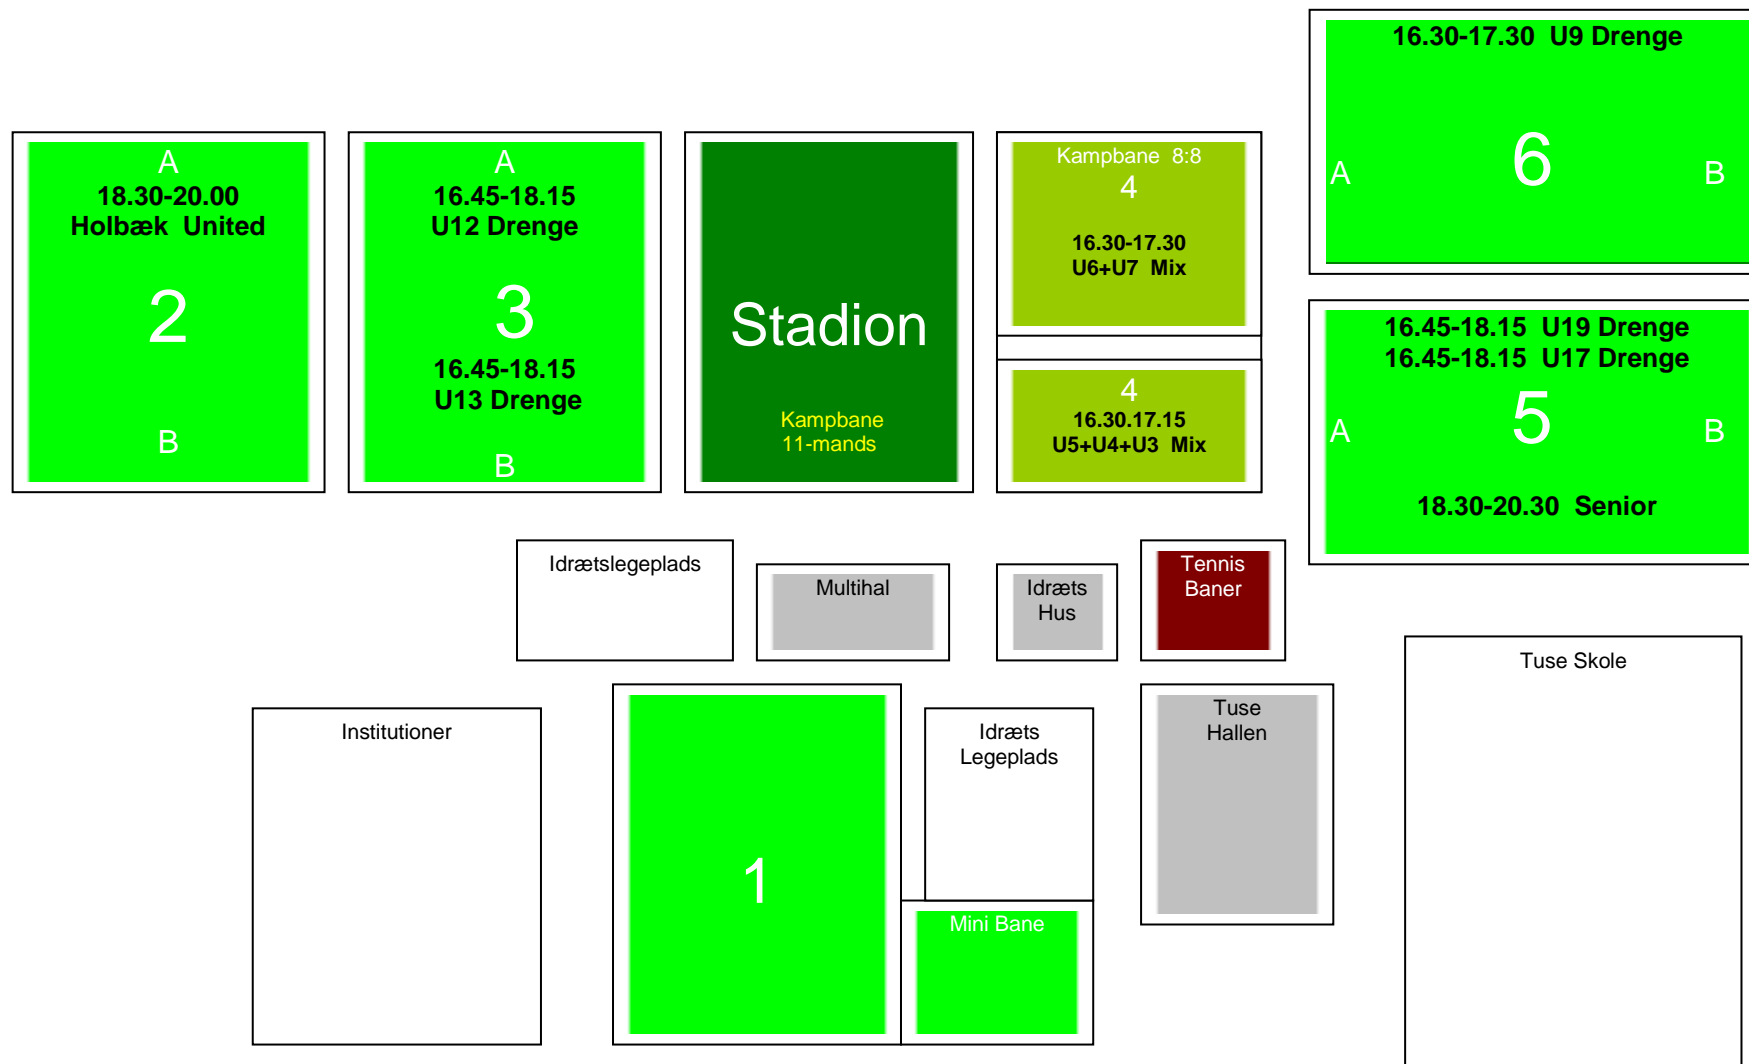 16.30-17.30 U9 Drenge
6
A
B
A
18.30-20.00
Holbæk United
2
B
A
16.45-18.15
U12 Drenge
3
16.45-18.15
U13 Drenge
B
Stadion
Kampbane
11-mands
Kampbane 8:8
4
16.30-17.30
U6+U7 Mix
4
16.30.17.15
U5+U4+U3 Mix
16.45-18.15 U19 Drenge
16.45-18.15 U17 Drenge
5
A
B
18.30-20.30 Senior
Idrætslegeplads
Multihal
Idræts
Hus
Tennis
Baner
Tuse Skole
Institutioner
1
Idræts
Legeplads
Mini Bane
Tuse
Hallen